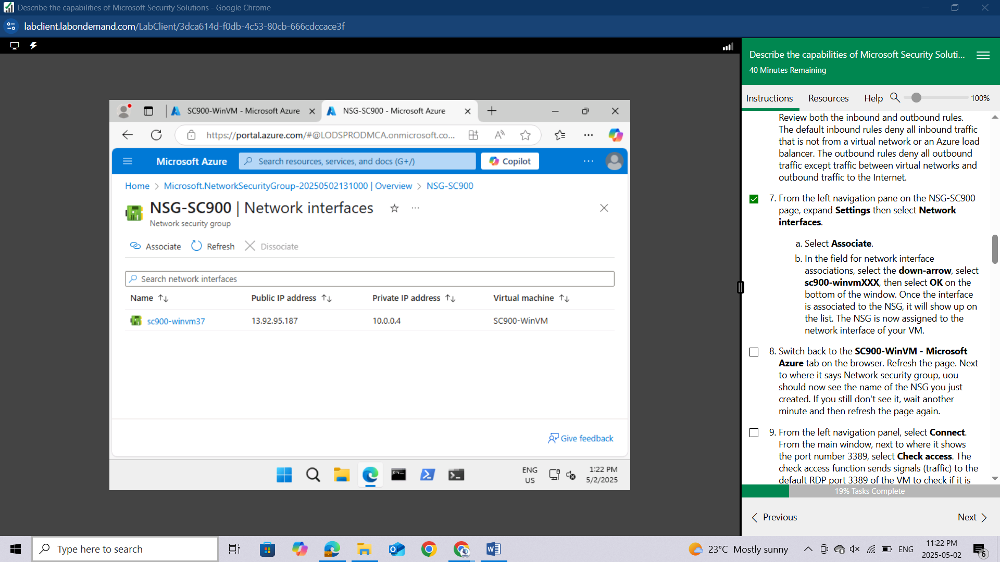 Describe the capabilities of Microsoft Security Solutions - Google Chrome
labclient.labondemand.com/LabClient/3dca614d-f0db-4c53-80cb-666cdccace3f
SC900-WinVM - Microsoft Azure
NSG-SC900 - Microsoft Azure
https://portal.azure.com/#@LODSPRODMCA.onmicrosoft.co...
Microsoft Azure
Search resources, services, and docs (G+/)
Copilot
Home > Microsoft.NetworkSecurityGroup-20250502131000 | Overview > NSG-SC900
NSG-SC900 | Network interfaces
Network security group
Associate
Refresh
Dissociate
Search network interfaces
Name
Public IP address
Private IP address
Virtual machine
sc900-winvm37
13.92.95.187
10.0.0.4
SC900-WinVM
Give feedback
ENG
US
1:22 PM
5/2/2025
Describe the capabilities of Microsoft Security Soluti...
40 Minutes Remaining
Instructions
Resources
Help
100%
Review both the inbound and outbound rules.
The default inbound rules deny all inbound traffic
that is not from a virtual network or an Azure load
balancer. The outbound rules deny all outbound
traffic except traffic between virtual networks and
outbound traffic to the Internet.
7. From the left navigation pane on the NSG-SC900
page, expand Settings then select Network
interfaces.
a. Select Associate.
b. In the field for network interface
associations, select the down-arrow, select
sc900-winvmXXX, then select OK on the
bottom of the window. Once the interface
is associated to the NSG, it will show up on
the list. The NSG is now assigned to the
network interface of your VM.
8. Switch back to the SC900-WinVM - Microsoft
Azure tab on the browser. Refresh the page. Next
to where it says Network security group, uou
should now see the name of the NSG you just
created. If you still don't see it, wait another
minute and then refresh the page again.
9. From the left navigation panel, select Connect.
From the main window, next to where it shows
the port number 3389, select Check access. The
check access function sends signals (traffic) to the
default RDP port 3389 of the VM to check if it is
19% Tasks Complete
Previous
Next
Type here to search
23°C Mostly sunny
ENG
11:22 PM
2025-05-02
6